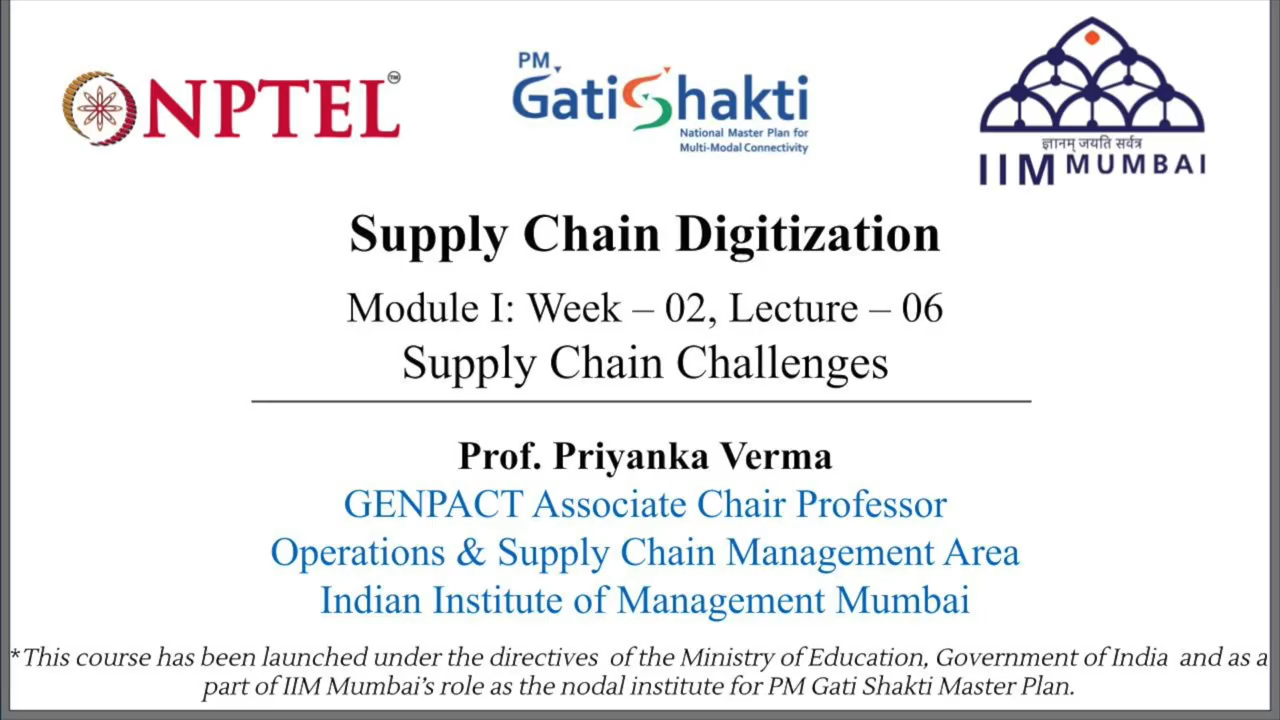 NPTEL™
PM
GatiShakti
National Master Plan for
Multi-Modal Connectivity
ज्ञानम् जयति सर्वत्र
IIM MUMBAI
Supply Chain Digitization
Module I: Week – 02, Lecture – 06
Supply Chain Challenges
Prof. Priyanka Verma
GENPACT Associate Chair Professor
Operations & Supply Chain Management Area
Indian Institute of Management Mumbai
*This course has been launched under the directives of the Ministry of Education, Government of India and as a
part of IIM Mumbai's role as the nodal institute for PM Gati Shakti Master Plan.